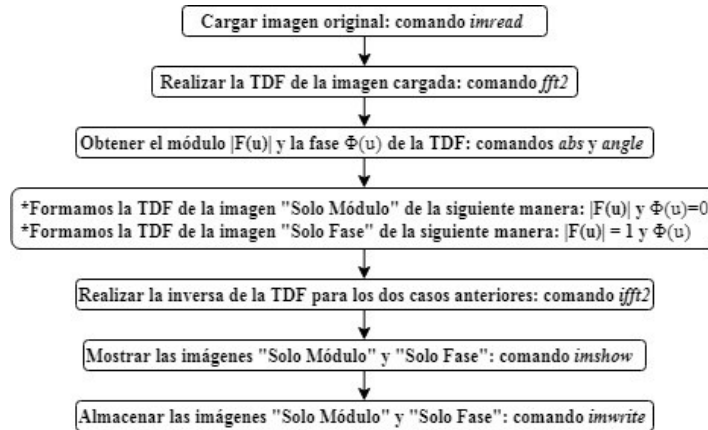 Cargar imagen original: comando imread
Realizar la TDF de la imagen cargada: comando fft2
Obtener el módulo |F(u)| y la fase Φ(u) de la TDF: comandos abs y angle
*Formamos la TDF de la imagen "Solo Módulo" de la siguiente manera: |F(u)| y Φ(u)=0
*Formamos la TDF de la imagen "Solo Fase" de la siguiente manera: |F(u)| = 1 y Φ(u)
Realizar la inversa de la TDF para los dos casos anteriores: comando ifft2
Mostrar las imágenes "Solo Módulo" y "Solo Fase": comando imshow
Almacenar las imágenes "Solo Módulo" y "Solo Fase": comando imwrite